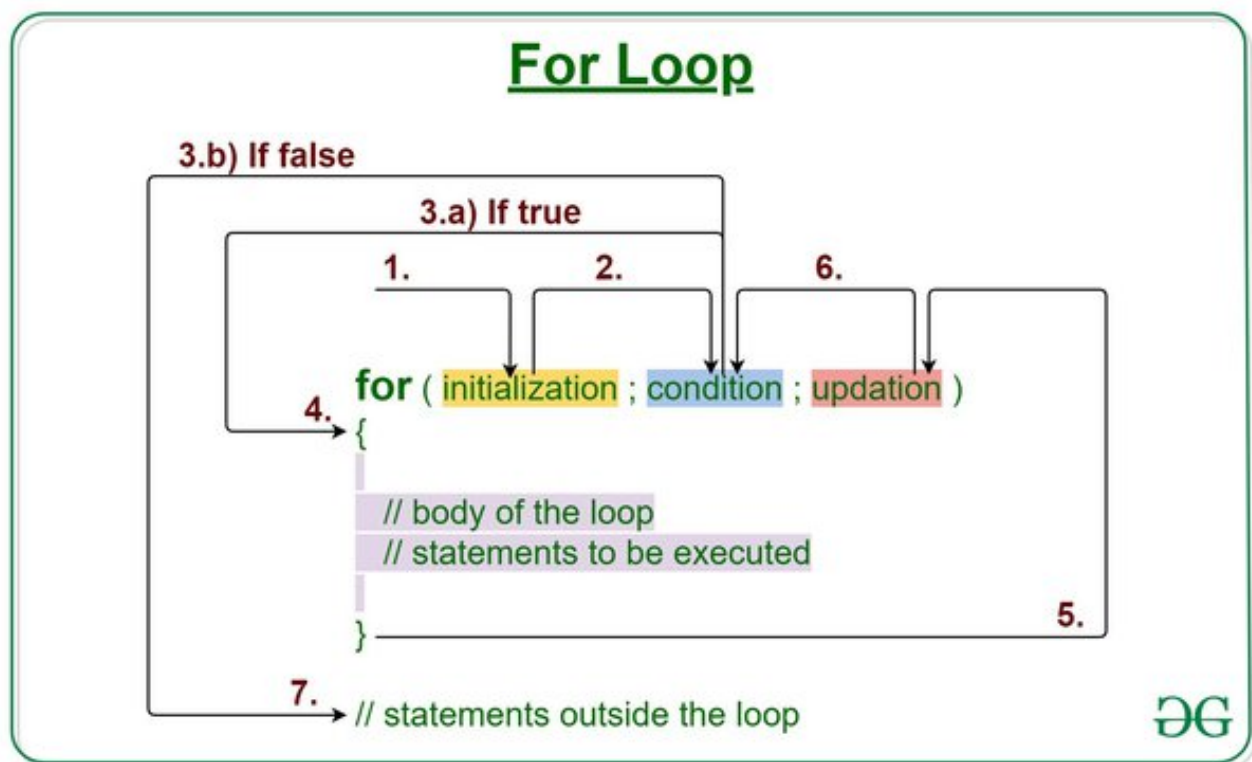 For Loop
3.b) If false
3.a) If true
1. 2. 6.
for ( initialization ; condition ; updation )
4. {
// body of the loop
// statements to be executed
} 5.
7. // statements outside the loop